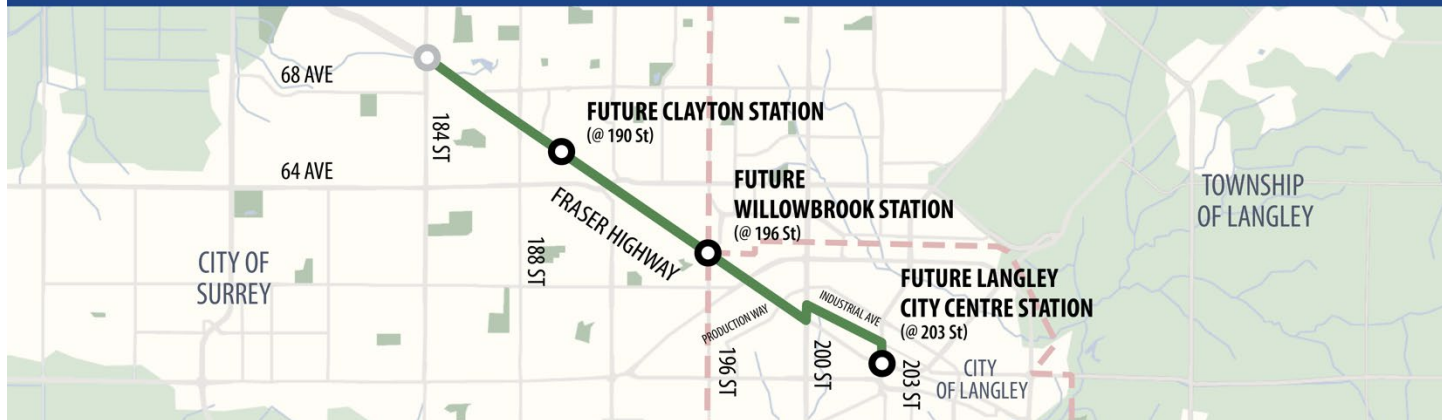 68 AVE
184 ST
FUTURE CLAYTON STATION
(@ 190 St)
64 AVE
FUTURE
WILLOWBROOK STATION
(@ 196 St)
TOWNSHIP
OF LANGLEY
FRASER HIGHWAY
188 ST
CITY OF
SURREY
FUTURE LANGLEY
CITY CENTRE STATION
(@ 203 St)
INDUSTRIAL AVE
PRODUCTION WAY
196 ST
200 ST
203 ST
CITY
OF LANGLEY